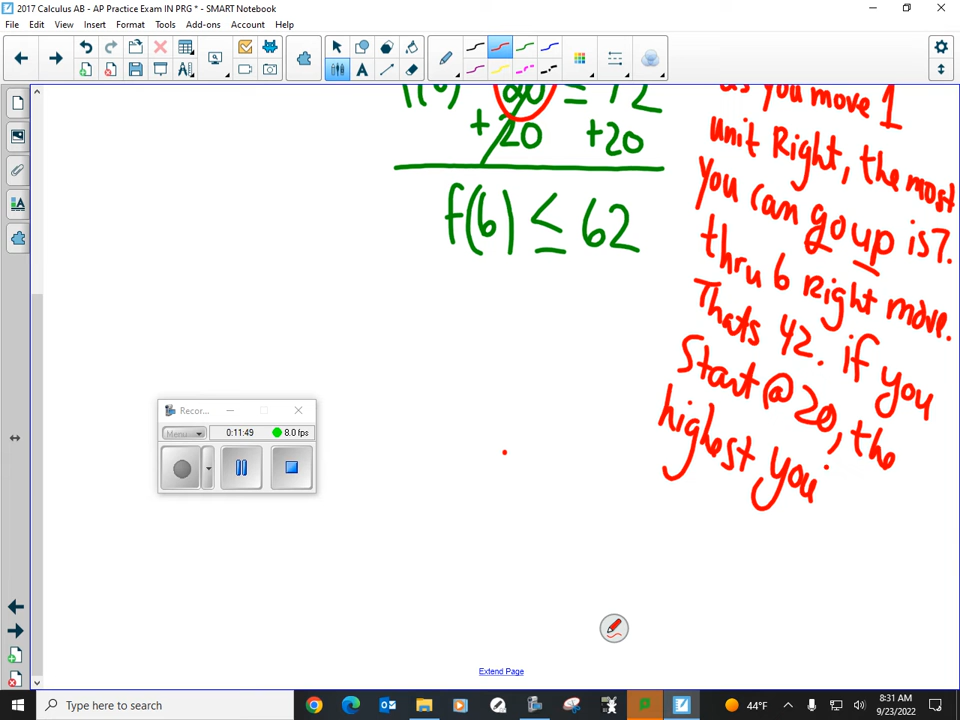 2017 Calculus AB - AP Practice Exam IN PRG * - SMART Notebook
File Edit View Insert Format Tools Add-ons Account Help
+20 +20
f(6) ≤ 62
as you move 1
unit Right, the most
you can go up is 7.
thru 6 Right move.
Thats 42. if you
Start @ 20, the
highest you
Recor...
Menu
0:11:49 8.0 fps
Extend Page
Type here to search
44°F
8:31 AM
9/23/2022